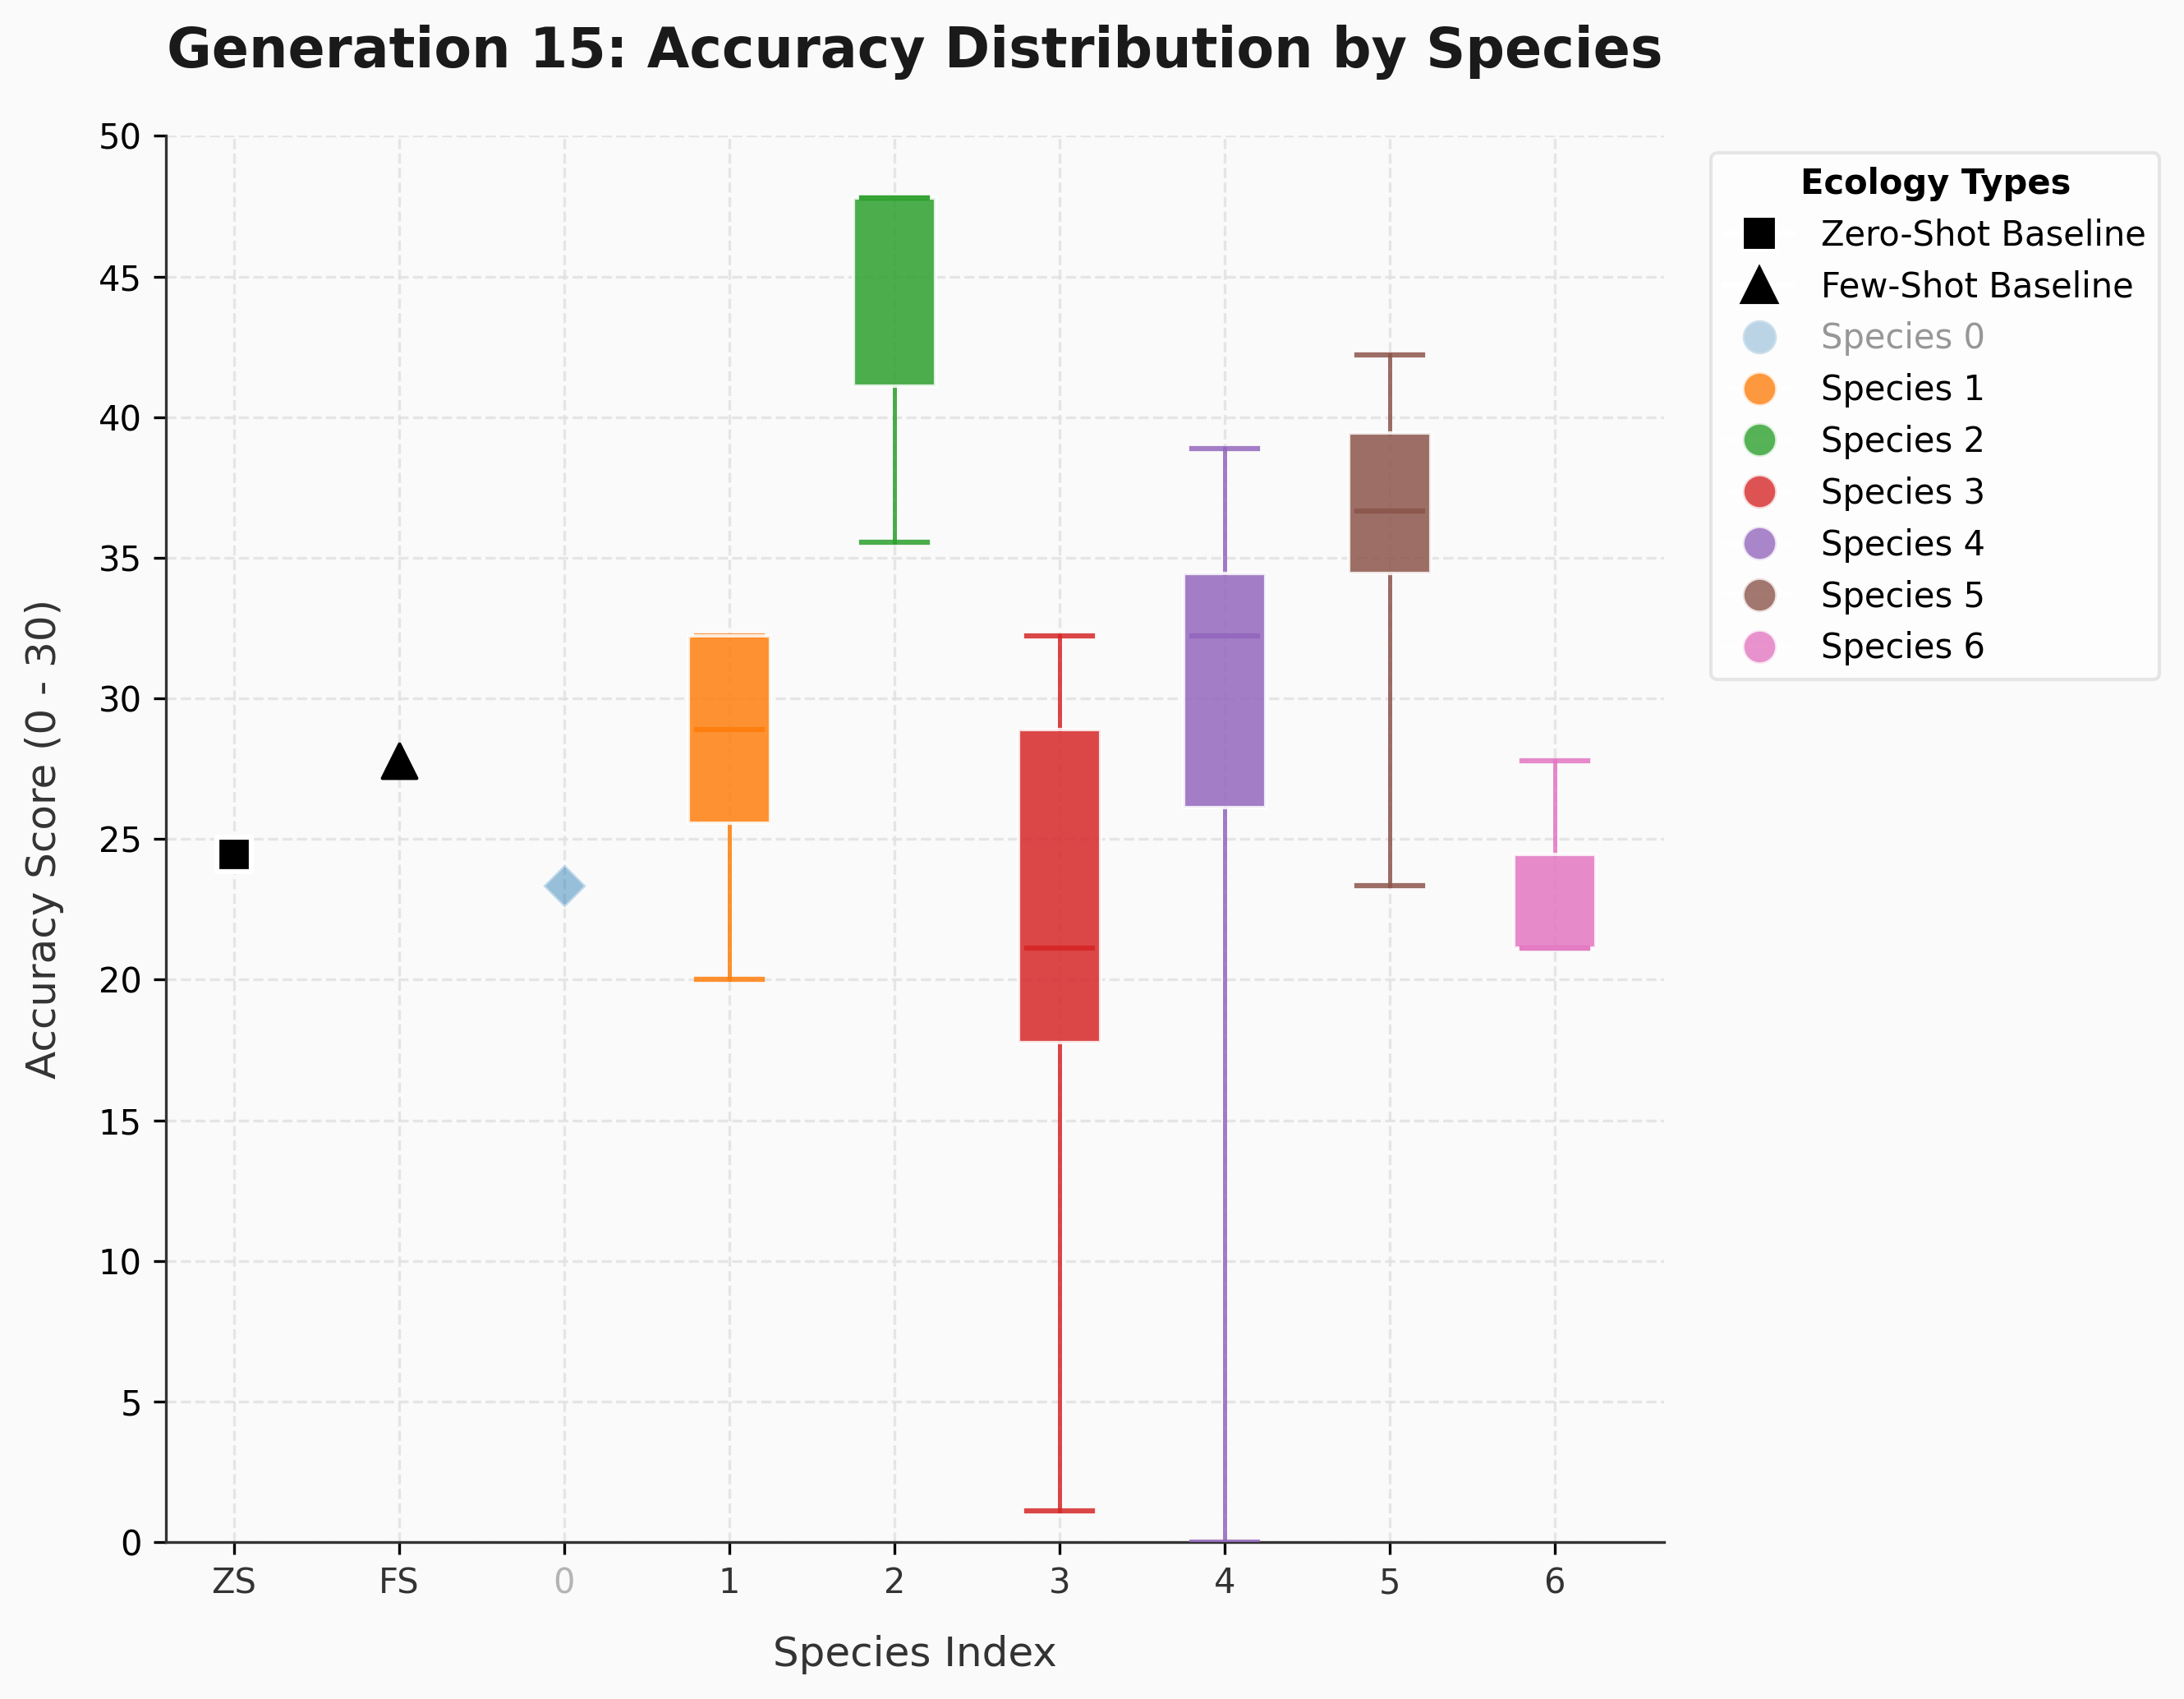 Generation 15: Accuracy Distribution by Species
Accuracy Score (0 - 30)
50
45
40
35
30
25
20
15
10
5
0
ZS FS 0 1 2 3 4 5 6
Species Index
Ecology Types
Zero-Shot Baseline
Few-Shot Baseline
Species 0
Species 1
Species 2
Species 3
Species 4
Species 5
Species 6